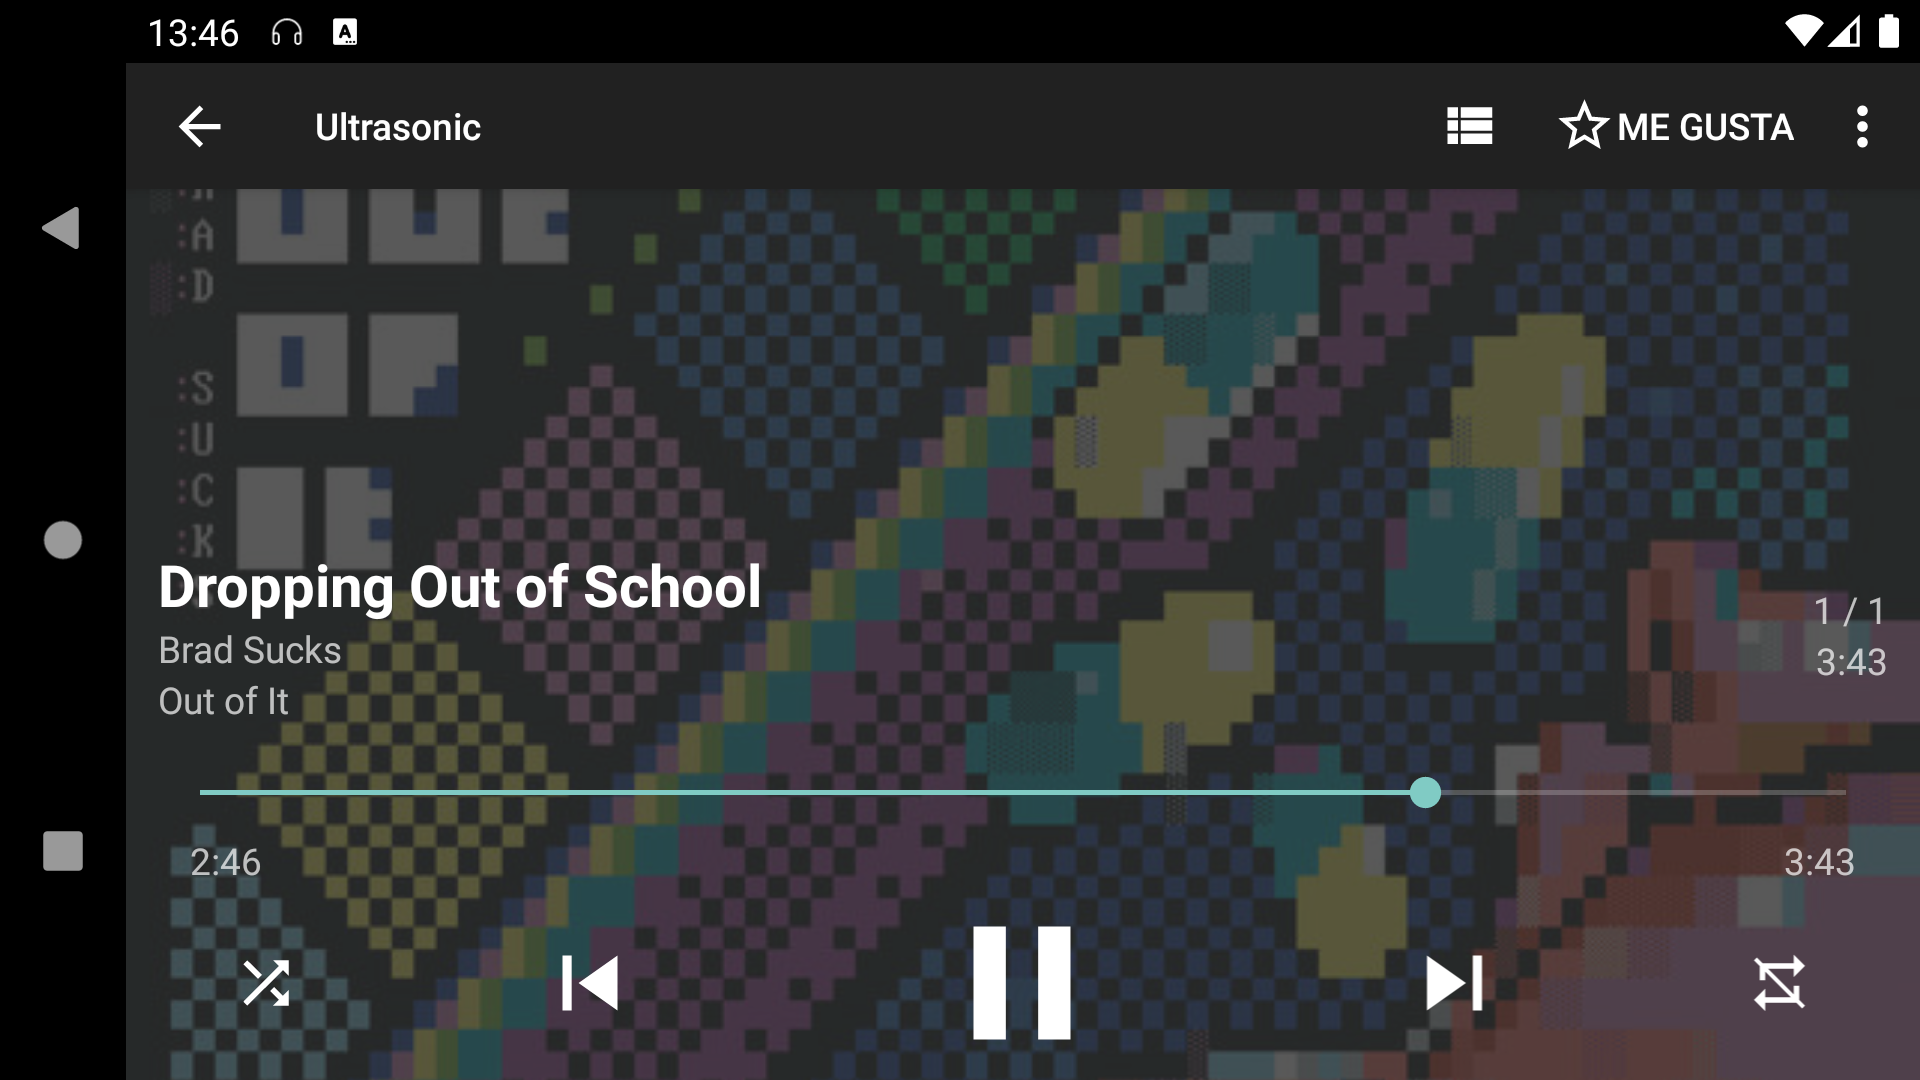 13:46
Ultrasonic
ME GUSTA
:A
:D
:S
:U
:C
:K
Dropping Out of School
Brad Sucks
Out of It
1 / 1
3:43
2:46
3:43